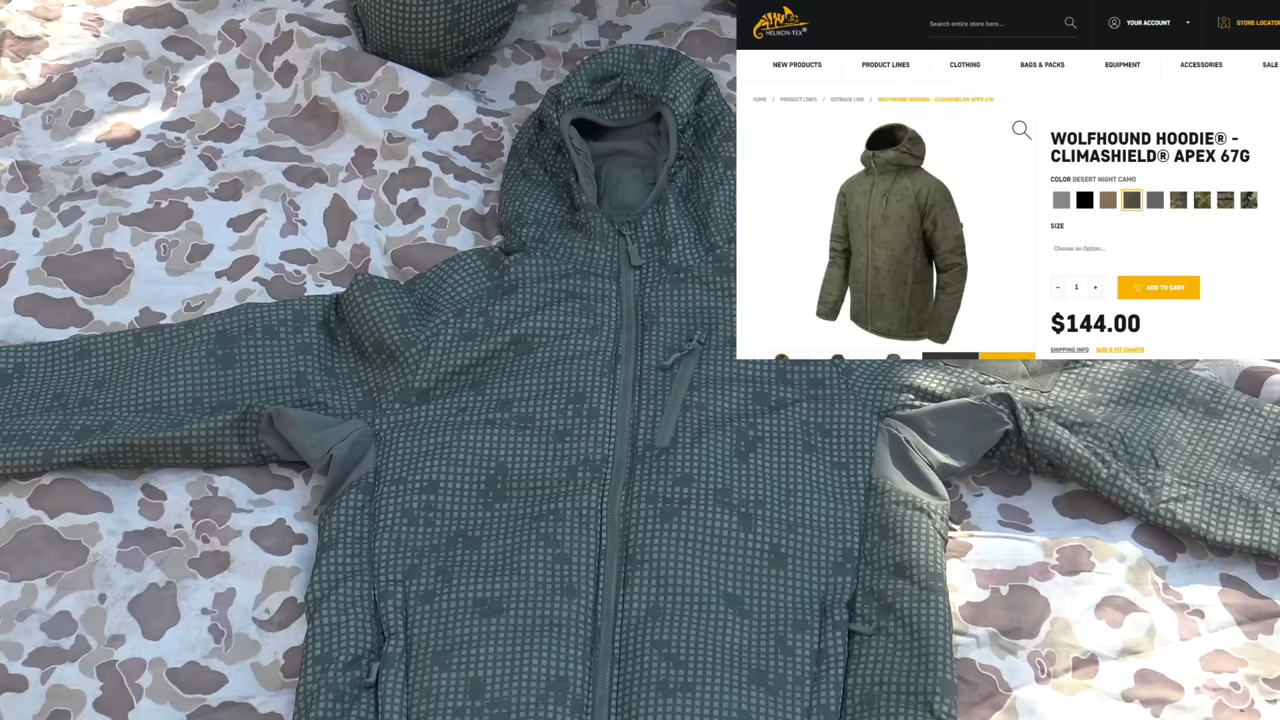 HELIKON-TEX®
Search entire store here...
YOUR ACCOUNT
STORE LOCATOR
NEW PRODUCTS
PRODUCT LINES
CLOTHING
BAGS & PACKS
EQUIPMENT
ACCESSORIES
SALE
HOME / PRODUCT LINES / OUTBACK LINE / WOLFHOUND HOODIE® - CLIMASHIELD® APEX 67G
WOLFHOUND HOODIE® -
CLIMASHIELD® APEX 67G
COLOR DESERT NIGHT CAMO
SIZE
Choose an Option...
- 1 +
ADD TO CART
$144.00
SHIPPING INFO
SIZE & FIT CHARTS